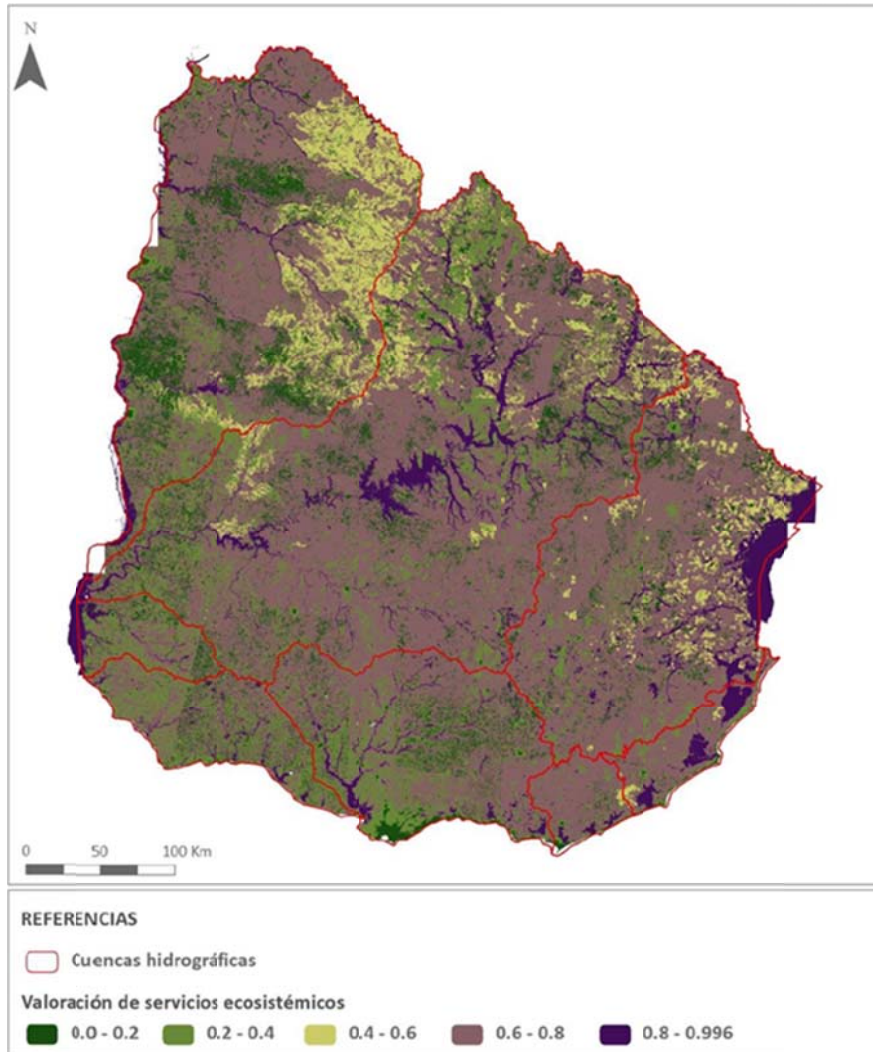 N
0 50 100 Km
REFERENCIAS
Cuencas hidrográficas
Valoración de servicios ecosistémicos
0.0 - 0.2 0.2 - 0.4 0.4 - 0.6 0.6 - 0.8 0.8 - 0.996